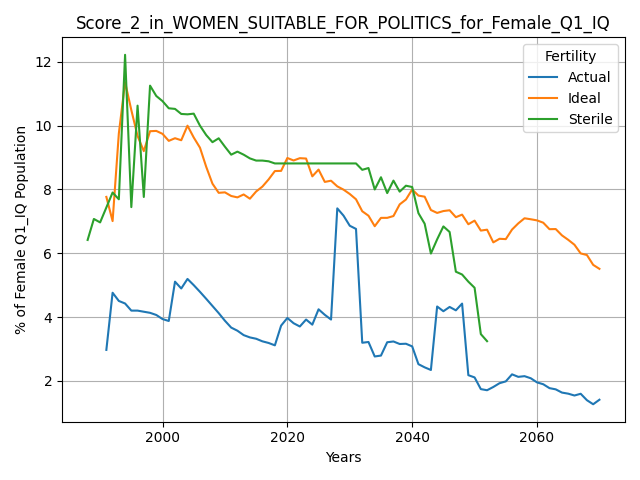 Score_2_in_WOMEN_SUITABLE_FOR_POLITICS_for_Female_Q1_IQ
% of Female Q1_IQ Population
12
10
8
6
4
2
Fertility
Actual
Ideal
Sterile
2000
2020
2040
2060
Years